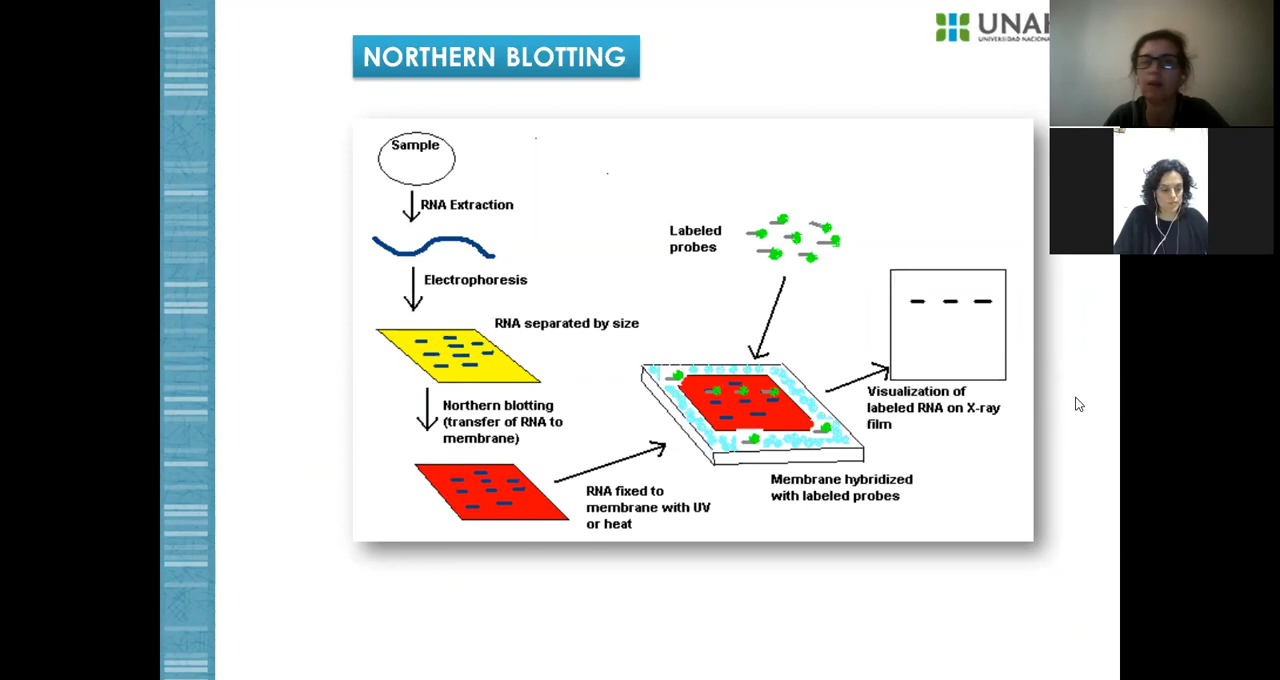 NORTHERN BLOTTING
UNIVERSIDAD NACIONAL
Sample
RNA Extraction
Electrophoresis
RNA separated by size
Northern blotting
(transfer of RNA to
membrane)
RNA fixed to
membrane with UV
or heat
Labeled
probes
Membrane hybridized
with labeled probes
Visualization of
labeled RNA on X-ray
film